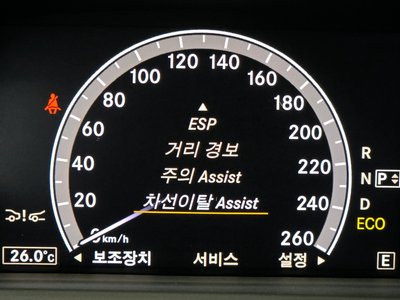 120
100
140
80
160
60
180
40
200
20
220
0
240
km/h
260
ESP
거리 경보
주의 Assist
차선이탈 Assist
R
N
P
D
ECO
26.0°C
보조장치
서비스
설정
E